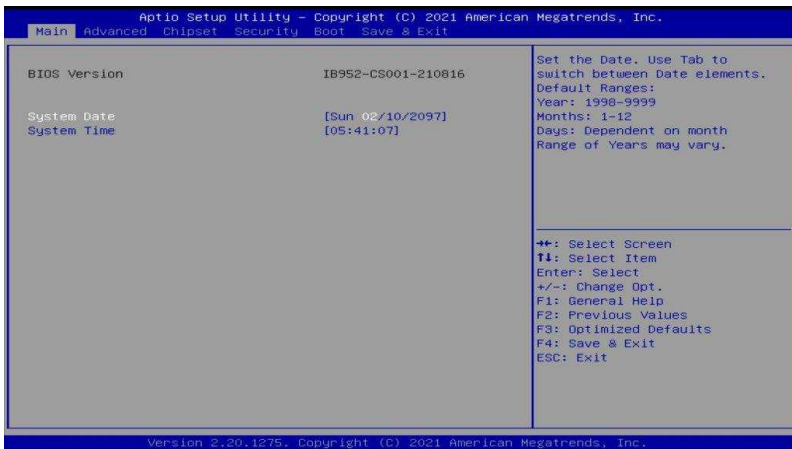 Aptio Setup Utility – Copyright (C) 2021 American Megatrends, Inc.
Main Advanced Chipset Security Boot Save & Exit
BIOS Version IB952-CS001-210816
System Date [Sun 02/10/2097]
System Time [05:41:07]
Set the Date. Use Tab to
switch between Date elements.
Default Ranges:
Year: 1998-9999
Months: 1-12
Days: Dependent on month
Range of Years may vary.
→←: Select Screen
↑↓: Select Item
Enter: Select
+/-: Change Opt.
F1: General Help
F2: Previous Values
F3: Optimized Defaults
F4: Save & Exit
ESC: Exit
Version 2.20.1275. Copyright (C) 2021 American Megatrends, Inc.